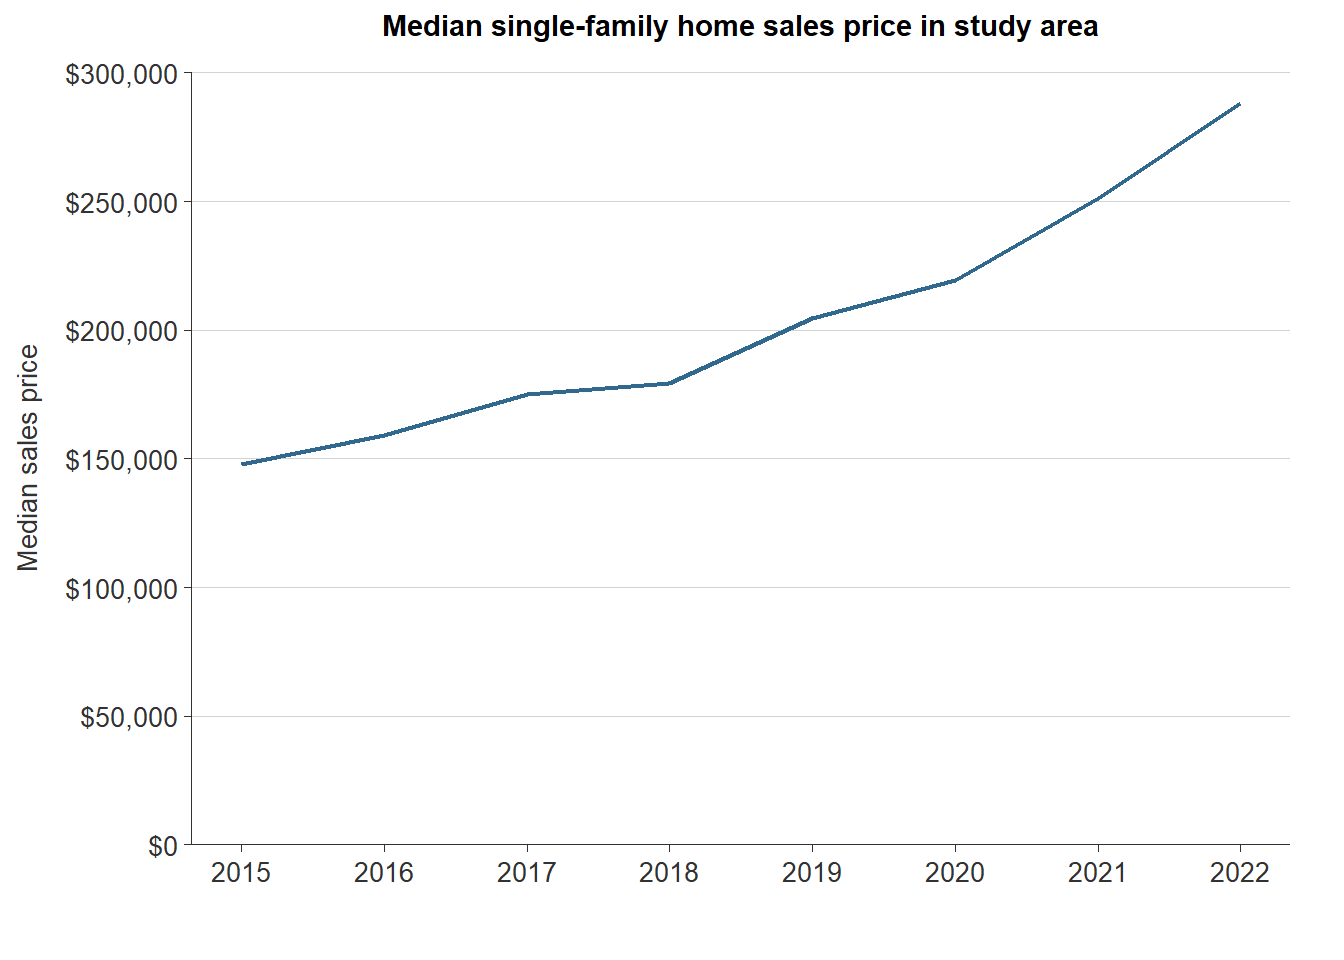 Median single-family home sales price in study area
Median sales price
$300,000
$250,000
$200,000
$150,000
$100,000
$50,000
$0
2015 2016 2017 2018 2019 2020 2021 2022